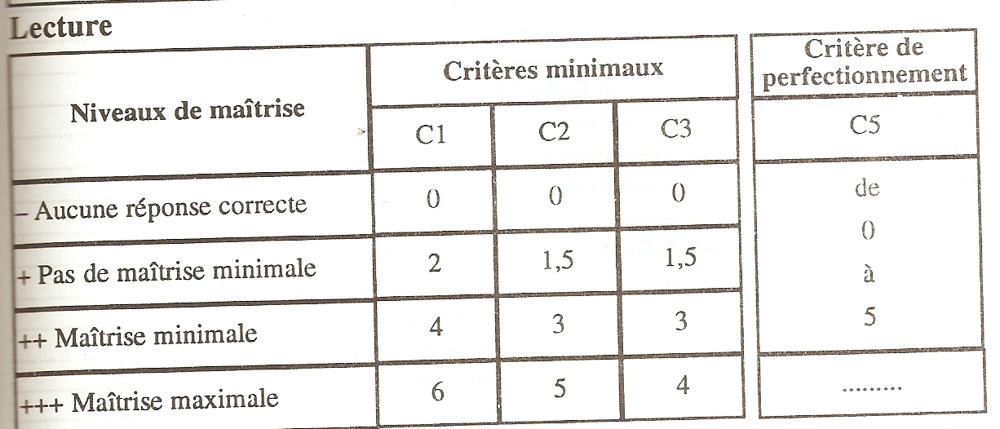 Lecture
Niveaux de maîtrise
Critères minimaux
Critère de
perfectionnement
C1 C2 C3 C5
– Aucune réponse correcte 0 0 0
+ Pas de maîtrise minimale 2 1,5 1,5
++ Maîtrise minimale 4 3 3
de
0
à
5
+++ Maîtrise maximale 6 5 4 .........